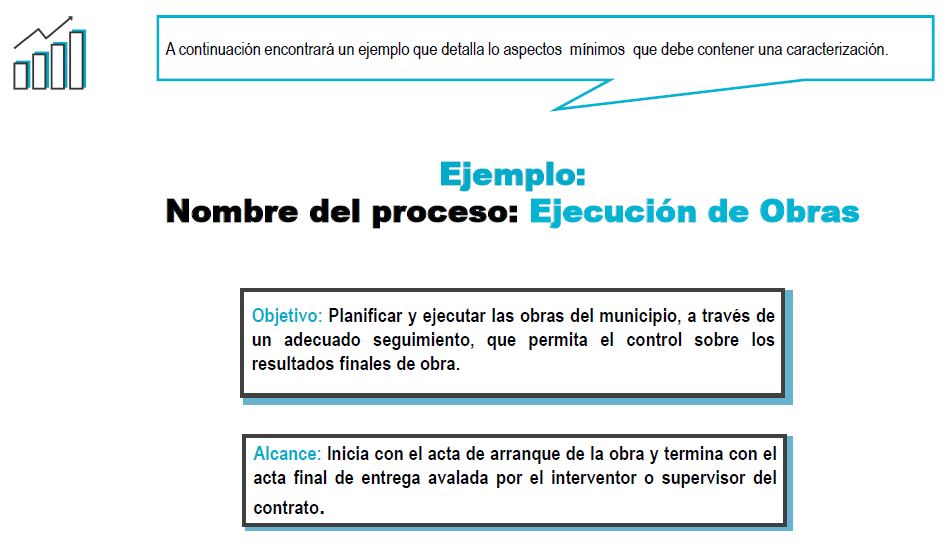 A continuación encontrará un ejemplo que detalla lo aspectos mínimos que debe contener una caracterización.
Ejemplo:
Nombre del proceso: Ejecución de Obras
Objetivo: Planificar y ejecutar las obras del municipio, a través de
un adecuado seguimiento, que permita el control sobre los
resultados finales de obra.
Alcance: Inicia con el acta de arranque de la obra y termina con el
acta final de entrega avalada por el interventor o supervisor del
contrato.